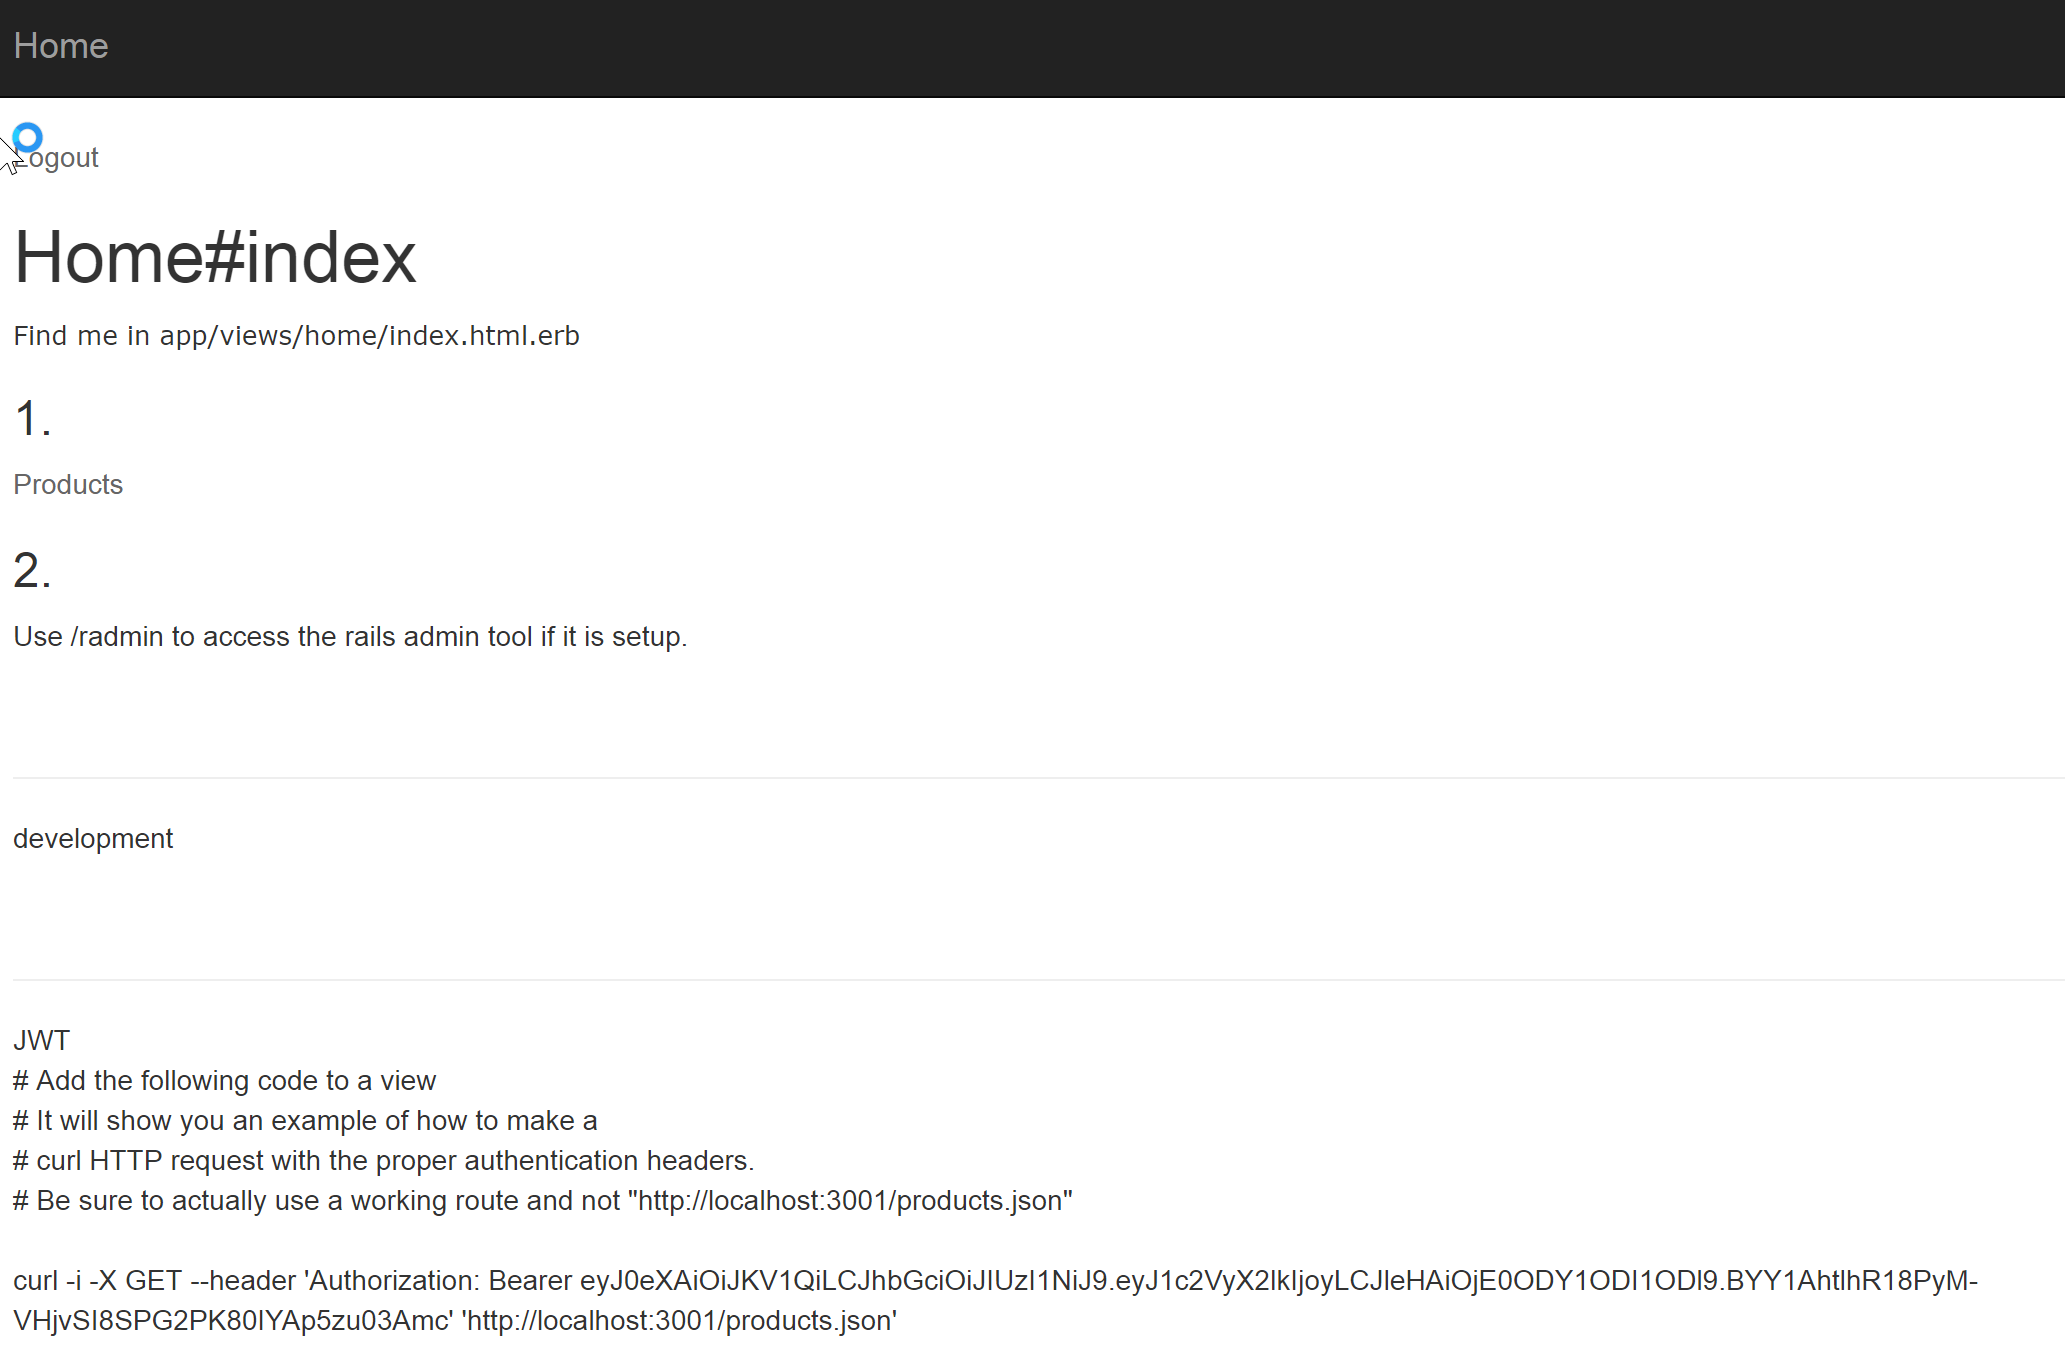 Home
Logout
Home#index
Find me in app/views/home/index.html.erb
1.
Products
2.
Use /radmin to access the rails admin tool if it is setup.
development
JWT
# Add the following code to a view
# It will show you an example of how to make a
# curl HTTP request with the proper authentication headers.
# Be sure to actually use a working route and not "http://localhost:3001/products.json"
curl -i -X GET --header 'Authorization: Bearer eyJ0eXAiOiJKV1QiLCJhbGciOiJIUzI1NiJ9.eyJ1c2VyX2lkIjoyLCJleHAiOjE0ODY1ODI1ODl9.BYY1AhtlhR18PyM-
VHjvSI8SPG2PK80IYAp5zu03Amc' 'http://localhost:3001/products.json'